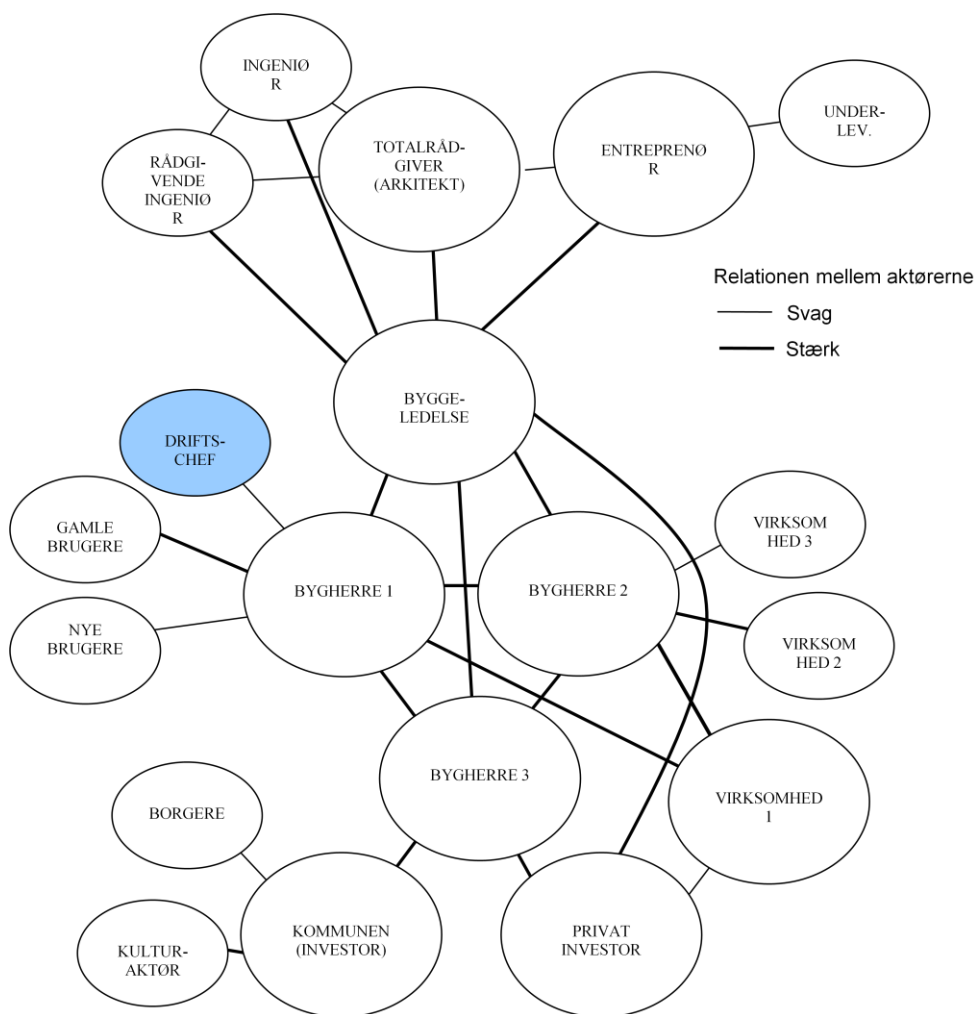 INGENIØ
R
UNDER-
LEV.
TOTALRÅD-
GIVER
(ARKITEKT)
ENTREPRENØ
R
RÅDGI-
VENDE
INGENIØ
R
Relationen mellem aktørerne
Svag
Stærk
BYGGE-
LEDELSE
DRIFTS-
CHEF
GAMLE
BRUGERE
VIRKSOM
HED 3
BYGHERRE 1
BYGHERRE 2
NYE
BRUGERE
VIRKSOM
HED 2
BYGHERRE 3
VIRKSOMHED
1
BORGERE
KOMMUNEN
(INVESTOR)
PRIVAT
INVESTOR
KULTUR-
AKTØR